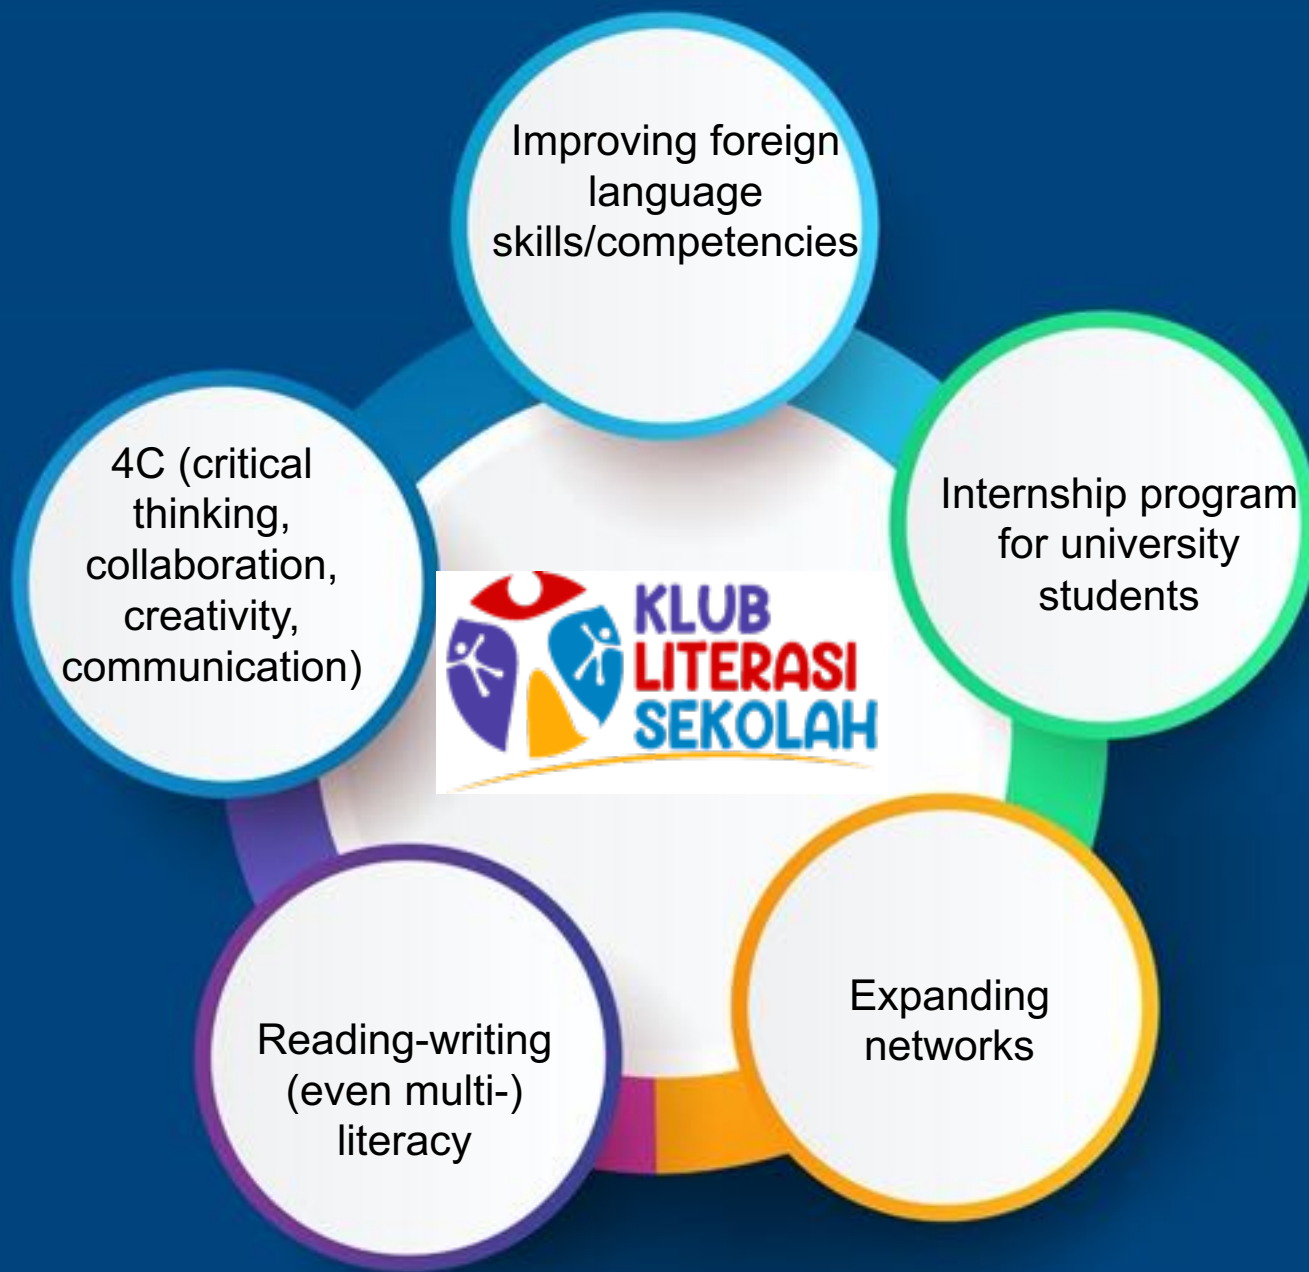 Improving foreign
language
skills/competencies
Internship program
for university
students
4C (critical
thinking,
collaboration,
creativity,
communication)
KLUB
LITERASI
SEKOLAH
Expanding
networks
Reading-writing
(even multi-)
literacy